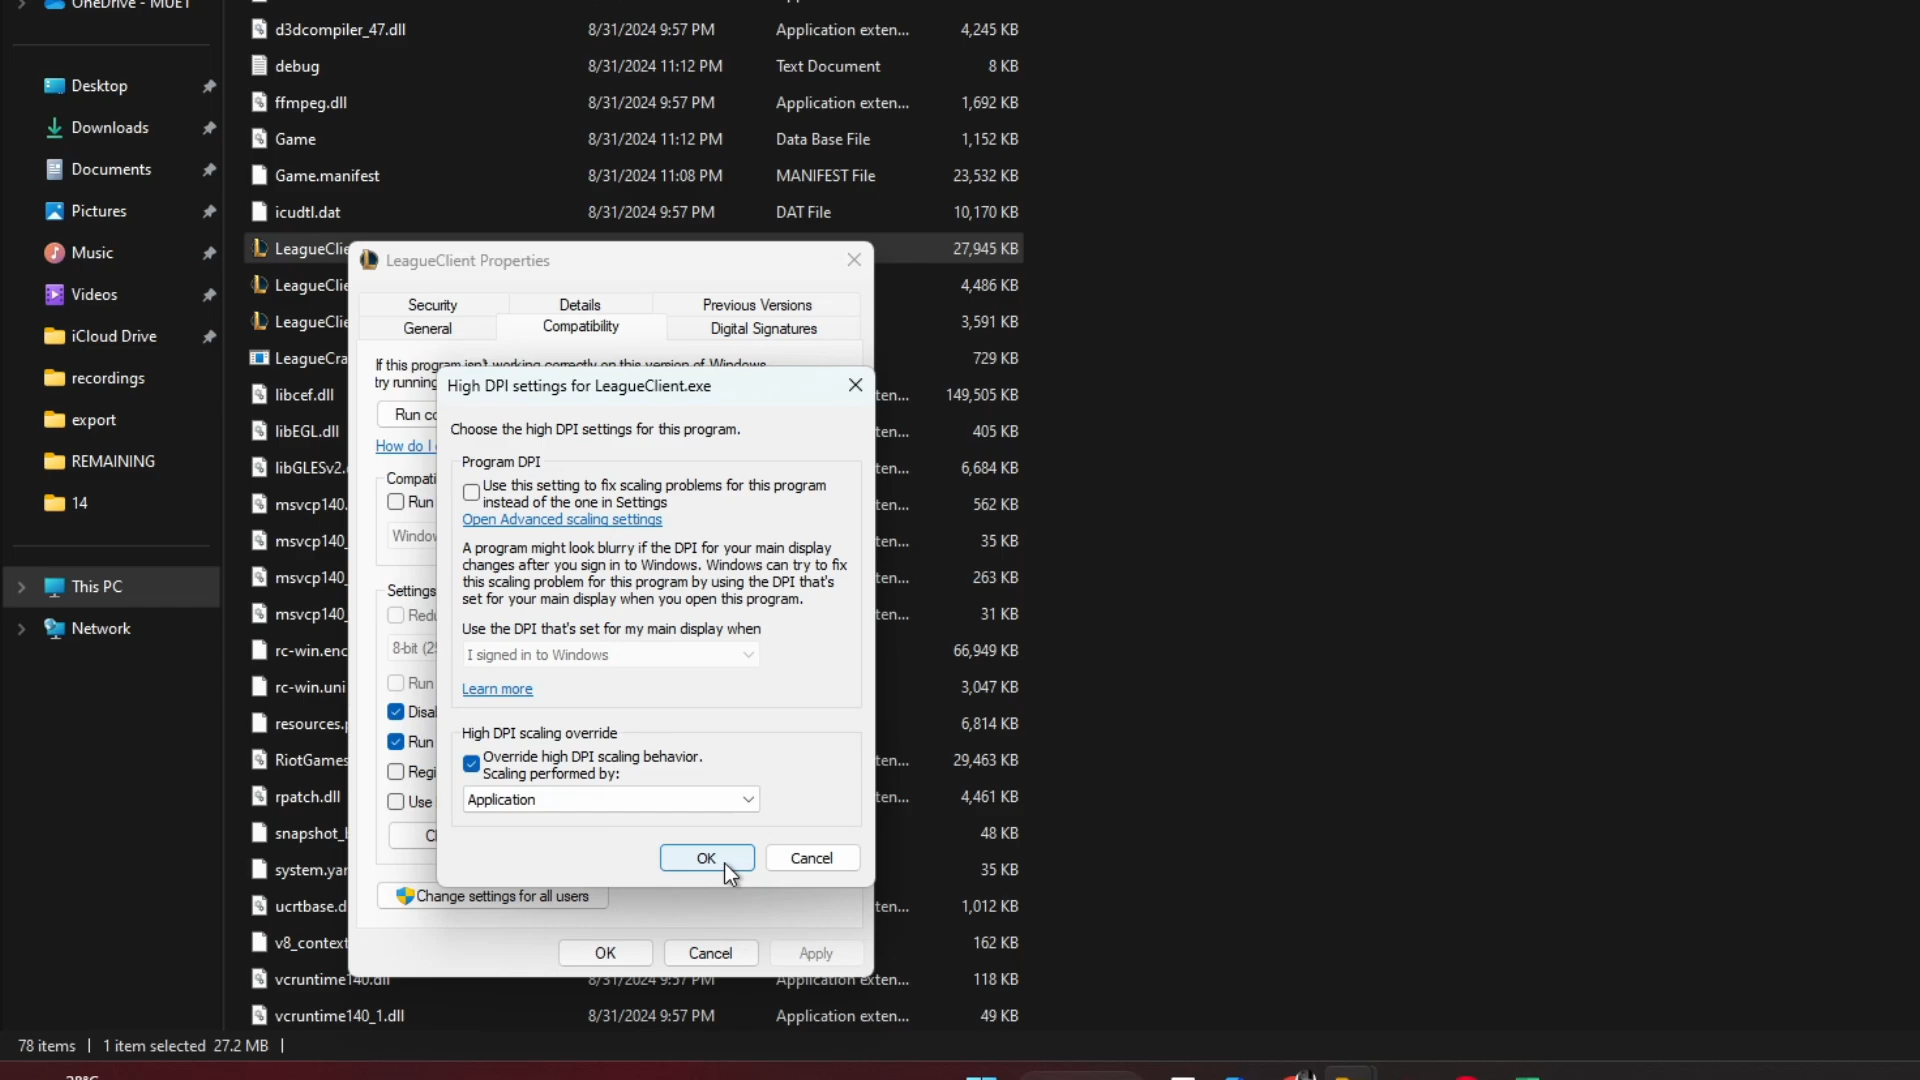 OneDrive - MUET
Desktop
Downloads
Documents
Pictures
Music
Videos
iCloud Drive
recordings
export
REMAINING
14
This PC
Network
d3dcompiler_47.dll 8/31/2024 9:57 PM Application exten... 4,245 KB
debug 8/31/2024 11:12 PM Text Document 8 KB
ffmpeg.dll 8/31/2024 9:57 PM Application exten... 1,692 KB
Game 8/31/2024 11:12 PM Data Base File 1,152 KB
Game.manifest 8/31/2024 11:08 PM MANIFEST File 23,532 KB
icudtl.dat 8/31/2024 9:57 PM DAT File 10,170 KB
LeagueClie 27,945 KB
LeagueClie 4,486 KB
LeagueClie 3,591 KB
LeagueCra 729 KB
libcef.dll ten... 149,505 KB
libEGL.dll ten... 405 KB
libGLESv2. ten... 6,684 KB
msvcp140. ten... 562 KB
msvcp140_ ten... 35 KB
msvcp140_ ten... 263 KB
msvcp140_ ten... 31 KB
rc-win.enc 66,949 KB
rc-win.uni 3,047 KB
resources. 6,814 KB
RiotGames ten... 29,463 KB
rpatch.dll ten... 4,461 KB
snapshot_ 48 KB
system.yar 35 KB
ucrtbase.d ten... 1,012 KB
v8_context 162 KB
vcruntime140.dll 8/31/2024 9:57 PM Application exten... 118 KB
vcruntime140_1.dll 8/31/2024 9:57 PM Application exten... 49 KB
LeagueClient Properties
Security Details Previous Versions
General Compatibility Digital Signatures
If this program isn't working correctly on this version of Windows,
try running
Run co
How do I
Compati
Run
Window
Settings
Redu
8-bit (25
Run
Disal
Run
Regi
Use
C
Change settings for all users
OK Cancel Apply
High DPI settings for LeagueClient.exe
Choose the high DPI settings for this program.
Program DPI
Use this setting to fix scaling problems for this program
instead of the one in Settings
Open Advanced scaling settings
A program might look blurry if the DPI for your main display
changes after you sign in to Windows. Windows can try to fix
this scaling problem for this program by using the DPI that's
set for your main display when you open this program.
Use the DPI that's set for my main display when
I signed in to Windows
Learn more
High DPI scaling override
Override high DPI scaling behavior.
Scaling performed by:
Application
OK Cancel
78 items | 1 item selected 27.2 MB |